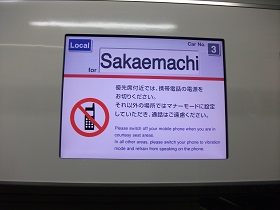 Local
Car No. 3
for Sakaemachi
優先席付近では、携帯電話の電源を
お切りください。
それ以外の場所ではマナーモードに設定
していただき、通話はご遠慮ください。
Please switch off your mobile phone when you are in
courtesy seat areas.
In all other areas, please switch your phone to vibration
mode and refrain from speaking on the phone.